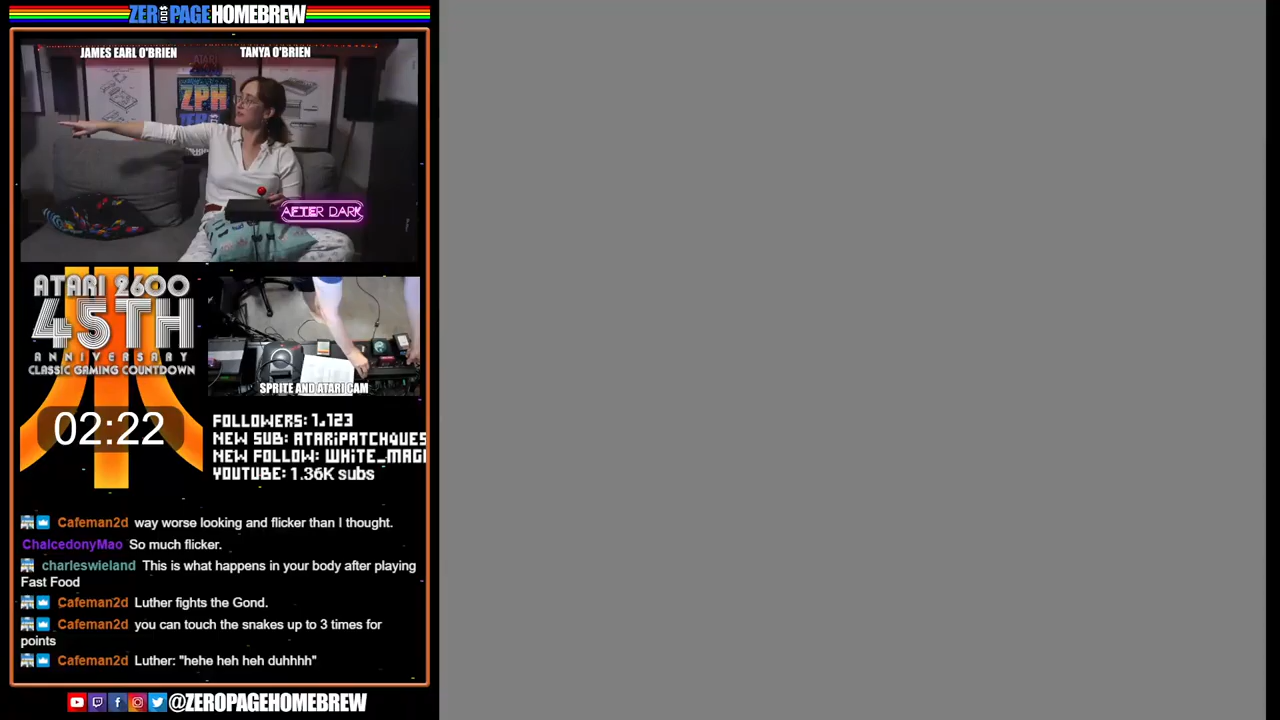 ZER PAGE HOMEBREW
JAMES EARL O'BRIEN
TANYA O'BRIEN
ZPH
AFTER DARK
ATARI 2600
45TH
ANNIVERSARY
CLASSIC GAMING COUNTDOWN
02:22
SPRITE AND ATARI CAM
FOLLOWERS: 1,123
NEW SUB: ATARIPATCHQUES
NEW FOLLOW: WHITE_MAG
YOUTUBE: 1.36K subs
Cafeman2d way worse looking and flicker than I thought.
ChalcedonyMao So much flicker.
charleswieland This is what happens in your body after playing
Fast Food
Cafeman2d Luther fights the Gond.
Cafeman2d you can touch the snakes up to 3 times for
points
Cafeman2d Luther: "hehe heh heh duhhhh"
@ZEROPAGEHOMEBREW